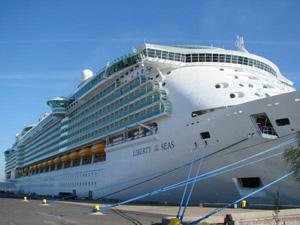 LIBERTY OF THE SEAS